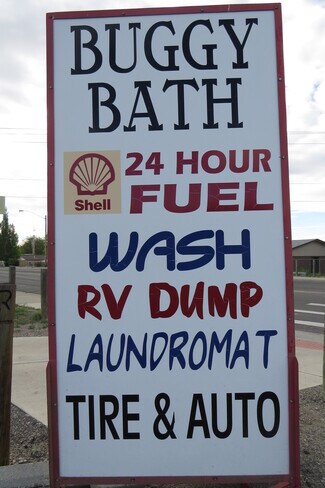 BUGGY
BATH
Shell
24 HOUR
FUEL
WASH
RV DUMP
LAUNDROMAT
TIRE & AUTO